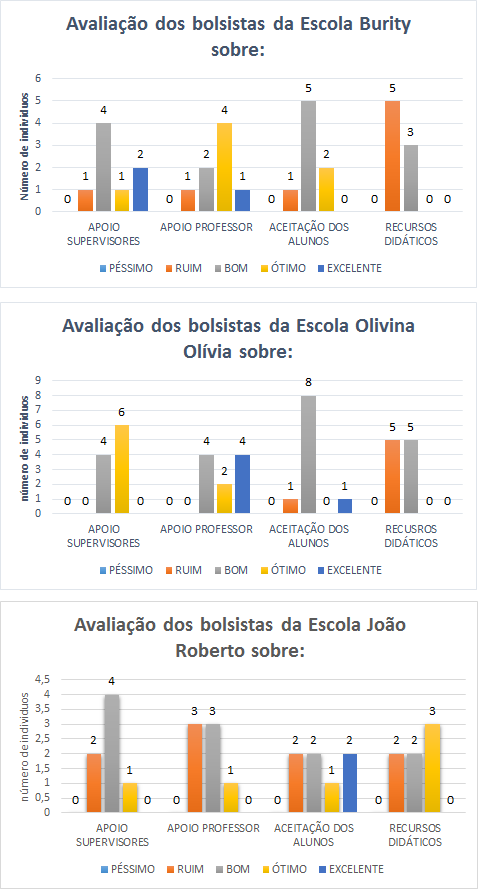 Avaliação dos bolsistas da Escola Burity
sobre:
Número de indivíduos
6
5
4
3
2
1
0
0 1 4 1 2
0 1 2 4 1
0 1 5 2 0
0 5 3 0 0
APOIO
SUPERVISORES
APOIO PROFESSOR
ACEITAÇÃO DOS
ALUNOS
RECURSOS
DIDÁTICOS
PÉSSIMO RUIM BOM ÓTIMO EXCELENTE
Avaliação dos bolsistas da Escola Olivina
Olívia sobre:
número de indivíduos
9
8
7
6
5
4
3
2
1
0
0 0 4 6 0
0 0 4 2 4
0 1 8 0 1
0 5 5 0 0
APOIO
SUPERVISORES
APOIO PROFESSOR
ACEITAÇÃO DOS
ALUNOS
RECUSROS
DIDÁTICOS
PÉSSIMO RUIM BOM ÓTIMO EXCELENTE
Avaliação dos bolsistas da Escola João
Roberto sobre:
número de indivíduos
4,5
4
3,5
3
2,5
2
1,5
1
0,5
0
0 2 4 1 0
0 3 3 1 0
0 2 2 1 2
0 2 2 3 0
APOIO
SUPERVISORES
APOIO PROFESSOR
ACEITAÇÃO DOS
ALUNOS
RECURSOS
DIDÁTICOS
PÉSSIMO RUIM BOM ÓTIMO EXCELENTE